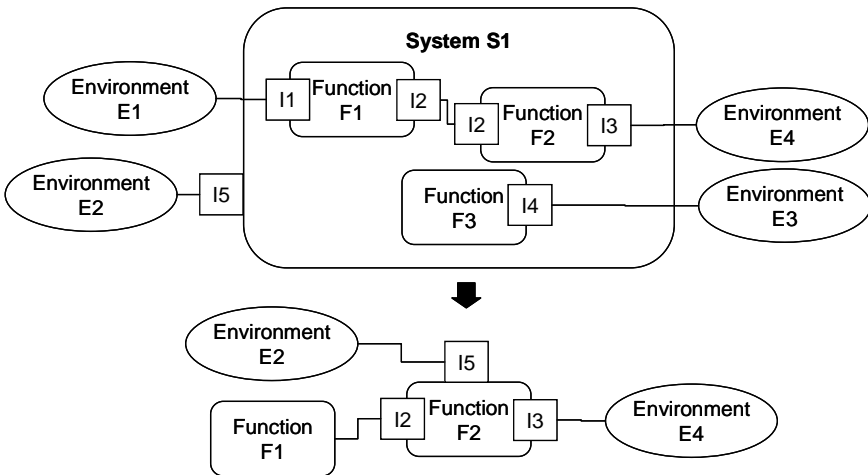 System S1
Environment
E1
I1
Function
F1
I2
I2
Function
F2
I3
Environment
E4
Environment
E2
I5
Function
F3
I4
Environment
E3
Environment
E2
I5
Function
F1
I2
Function
F2
I3
Environment
E4